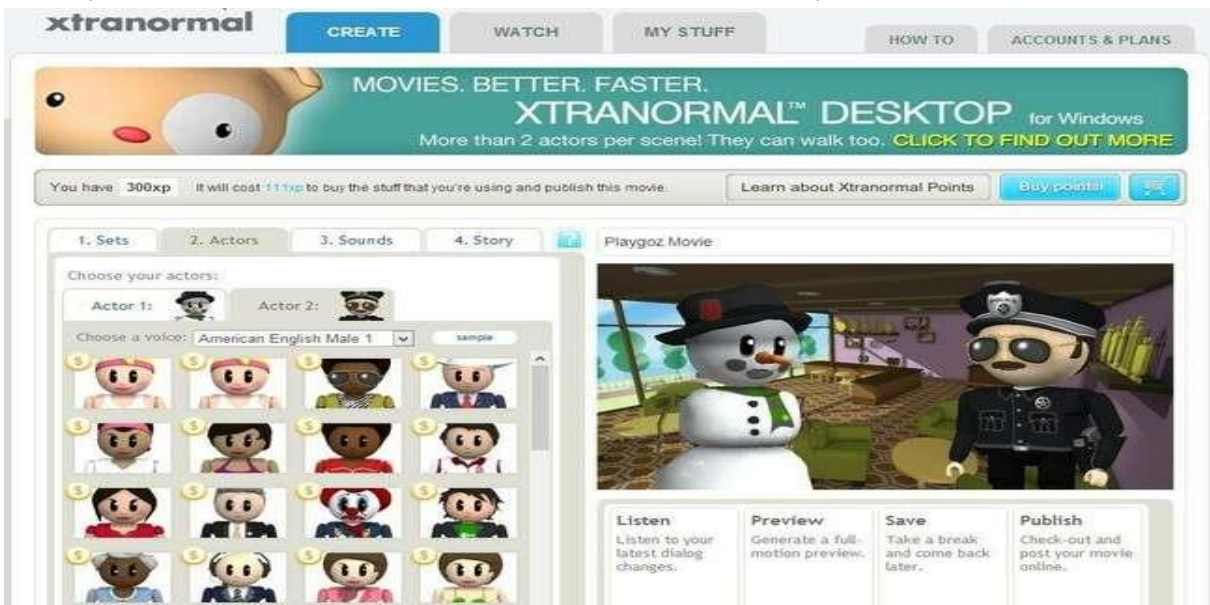 xtranormal
CREATE
WATCH
MY STUFF
HOW TO
ACCOUNTS & PLANS
MOVIES. BETTER. FASTER.
XTRANORMAL™ DESKTOP for Windows
More than 2 actors per scene! They can walk too. CLICK TO FIND OUT MORE
You have 300xp It will cost 111xp to buy the stuff that you're using and publish this movie.
Learn about Xtranormal Points
Buy points!
1. Sets
2. Actors
3. Sounds
4. Story
?
Playgoz Movie
Choose your actors:
Actor 1:
Actor 2:
Choose a voice: American English Male 1
sample
Listen
Listen to your
latest dialog
changes.
Preview
Generate a full-
motion preview.
Save
Take a break
and come back
later.
Publish
Check-out and
post your movie
online.